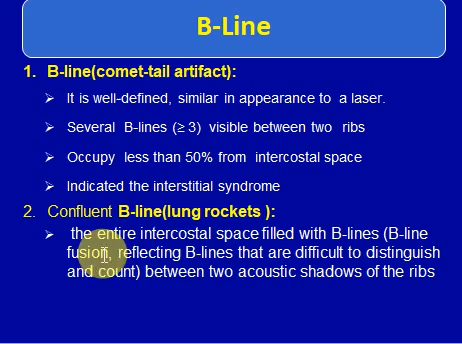 B-Line
1. B-line(comet-tail artifact):
➢ It is well-defined, similar in appearance to a laser.
➢ Several B-lines (≥ 3) visible between two ribs
➢ Occupy less than 50% from intercostal space
➢ Indicated the interstitial syndrome
2. Confluent B-line(lung rockets ):
➢ the entire intercostal space filled with B-lines (B-line
fusion, reflecting B-lines that are difficult to distinguish
and count) between two acoustic shadows of the ribs